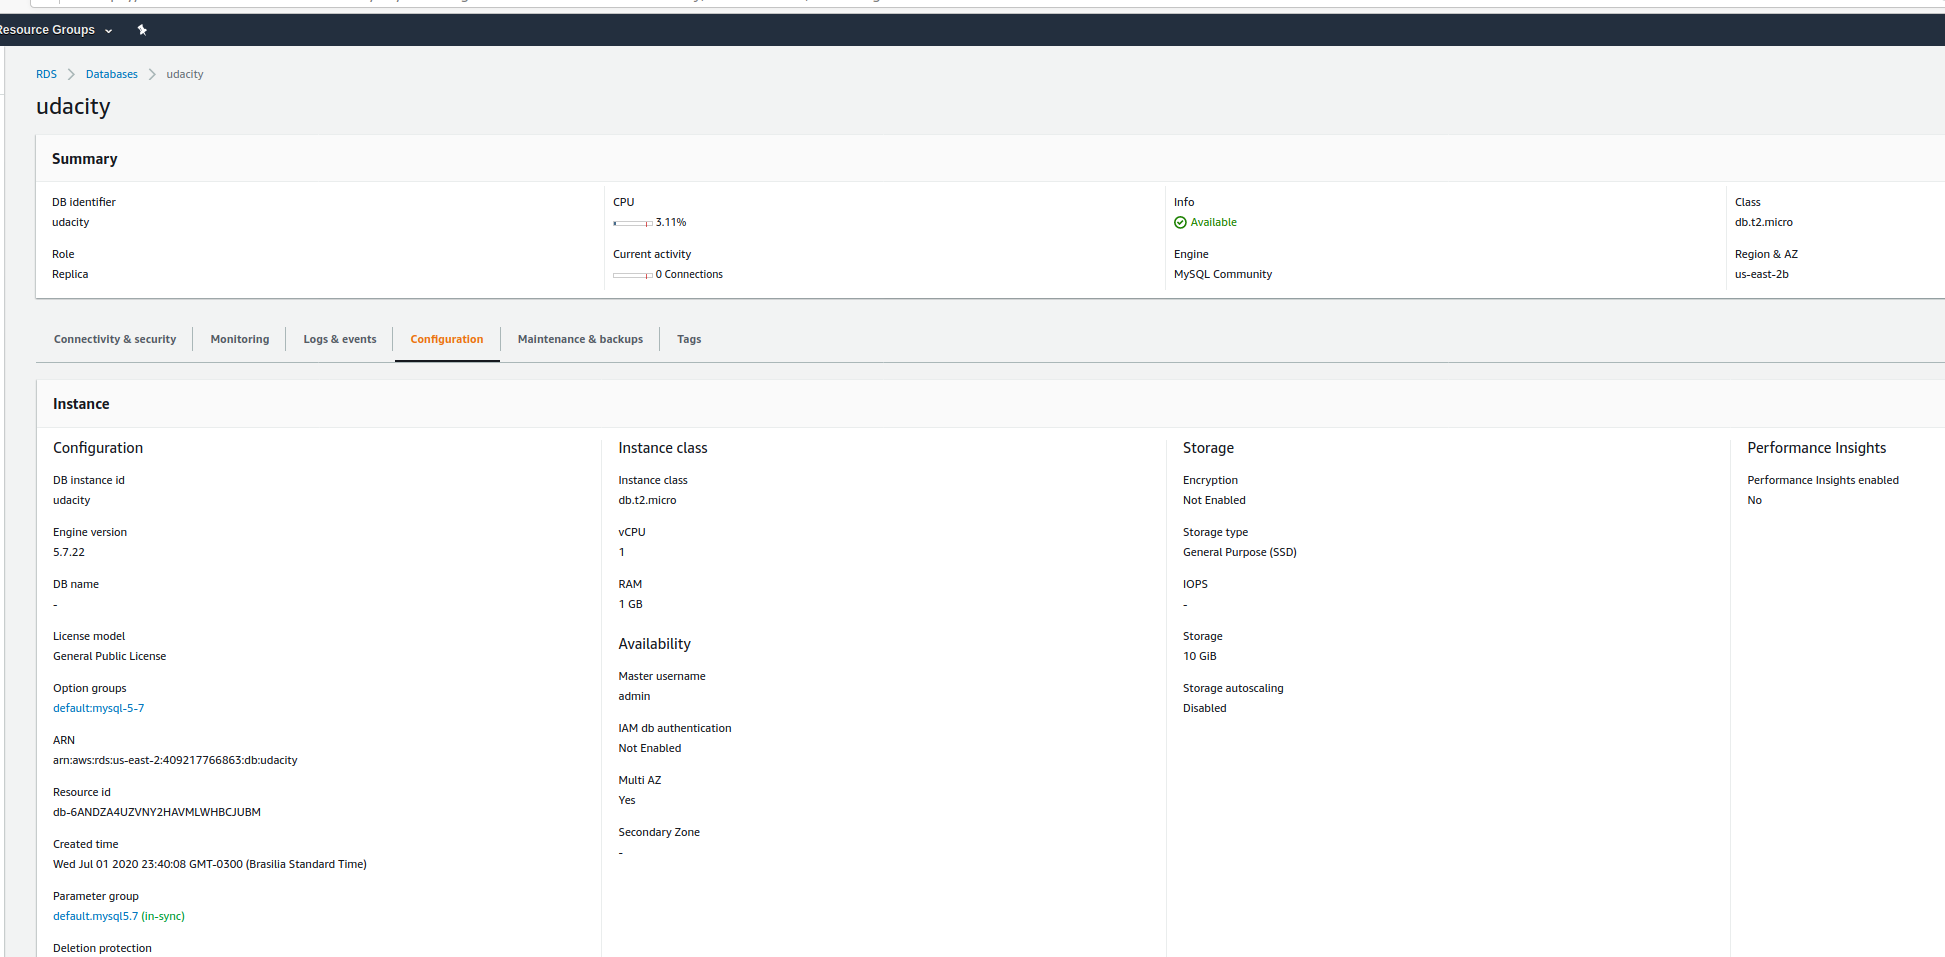 Resource Groups
RDS > Databases > udacity
udacity
Summary
DB identifier
udacity
Role
Replica
CPU
3.11%
Current activity
0 Connections
Info
Available
Engine
MySQL Community
Class
db.t2.micro
Region & AZ
us-east-2b
Connectivity & security
Monitoring
Logs & events
Configuration
Maintenance & backups
Tags
Instance
Configuration
DB instance id
udacity
Engine version
5.7.22
DB name
-
License model
General Public License
Option groups
default:mysql-5-7
ARN
arn:aws:rds:us-east-2:409217766863:db:udacity
Resource id
db-6ANDZA4UZVNY2HAVMLWHBCJUBM
Created time
Wed Jul 01 2020 23:40:08 GMT-0300 (Brasilia Standard Time)
Parameter group
default.mysql5.7 (in-sync)
Deletion protection
Instance class
Instance class
db.t2.micro
vCPU
1
RAM
1 GB
Availability
Master username
admin
IAM db authentication
Not Enabled
Multi AZ
Yes
Secondary Zone
-
Storage
Encryption
Not Enabled
Storage type
General Purpose (SSD)
IOPS
-
Storage
10 GiB
Storage autoscaling
Disabled
Performance Insights
Performance Insights enabled
No